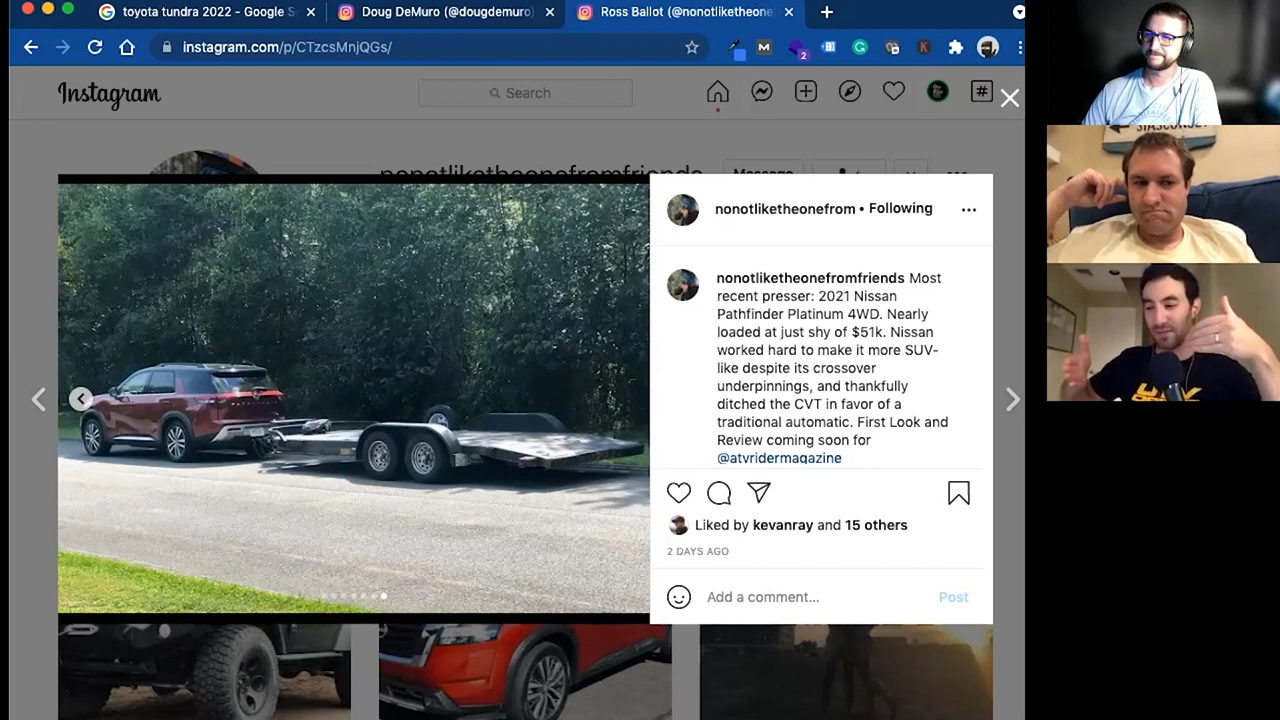 toyota tundra 2022 - Google S
Doug DeMuro (@dougdemuro)
Ross Ballot (@nonotliketheone
instagram.com/p/CTzcsMnjQGs/
2
Instagram
Search
nonotliketheonefromfriends
Message
nonotliketheonefrom • Following
nonotliketheonefromfriends Most
recent presser: 2021 Nissan
Pathfinder Platinum 4WD. Nearly
loaded at just shy of $51k. Nissan
worked hard to make it more SUV-
like despite its crossover
underpinnings, and thankfully
ditched the CVT in favor of a
traditional automatic. First Look and
Review coming soon for
@atvridermagazine
Liked by kevanray and 15 others
2 DAYS AGO
Add a comment...
Post
PATHFINDER